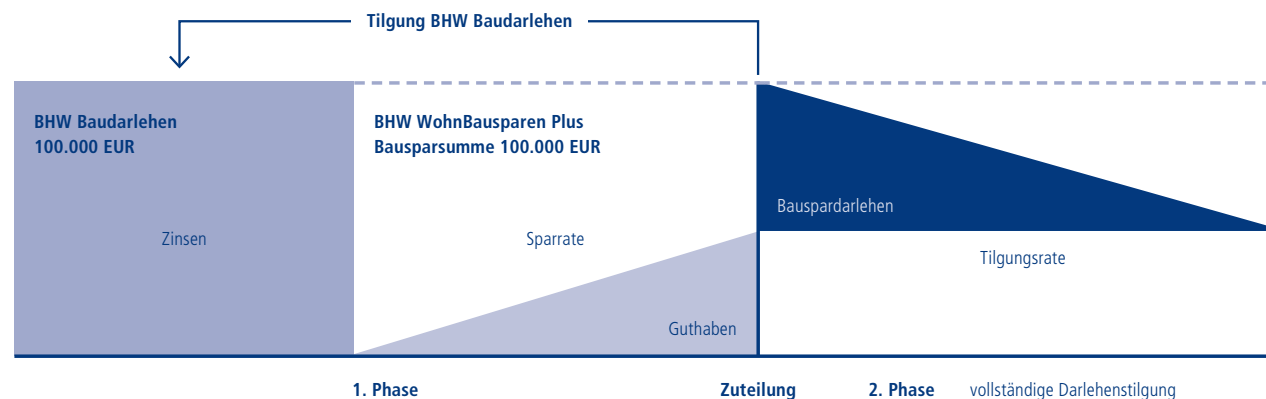 Tilgung BHW Baudarlehen
BHW Baudarlehen
100.000 EUR
BHW WohnBausparen Plus
Bausparsumme 100.000 EUR
Bauspardarlehen
Zinsen
Sparrate
Tilgungsrate
Guthaben
1. Phase
Zuteilung
2. Phase vollständige Darlehenstilgung